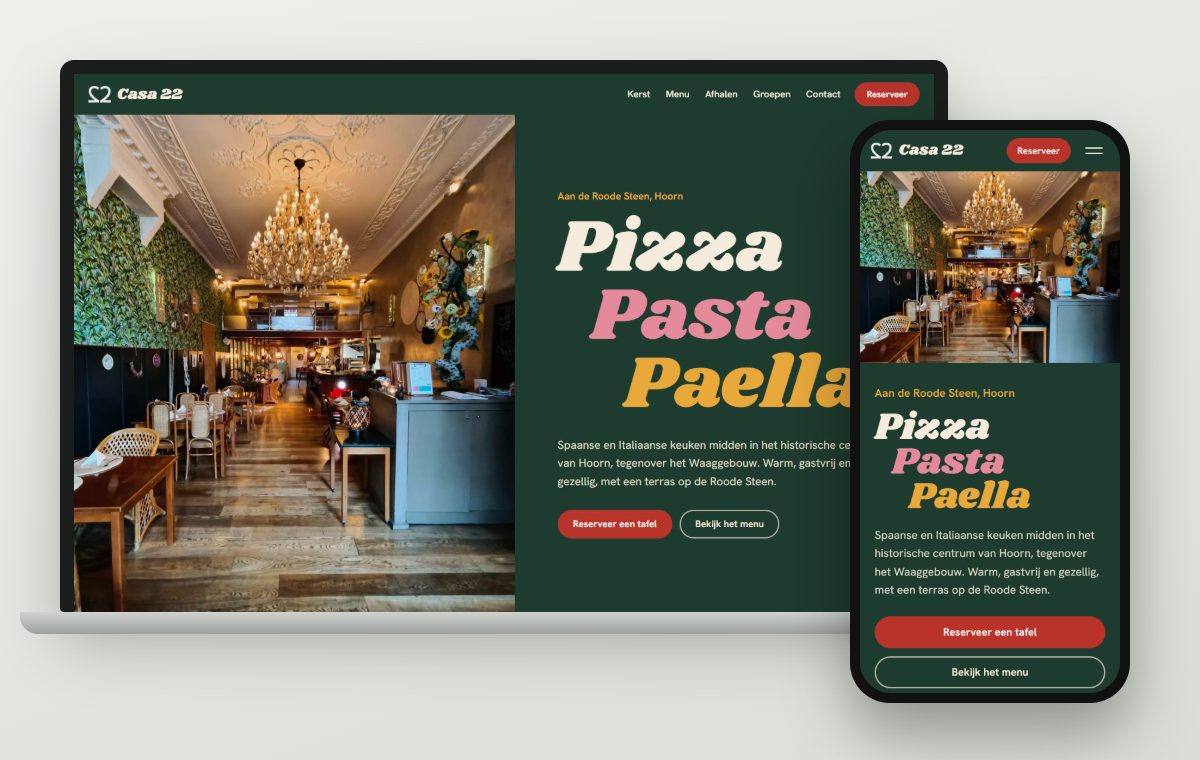 22 Casa 22
Kerst Menu Afhalen Groepen Contact Reserveer
Aan de Roode Steen, Hoorn
Pizza
Pasta
Paella
Spaanse en Italiaanse keuken midden in het historische ce
van Hoorn, tegenover het Waaggebouw. Warm, gastvrij en
gezellig, met een terras op de Roode Steen.
Reserveer een tafel Bekijk het menu
22 Casa 22 Reserveer
Aan de Roode Steen, Hoorn
Pizza
Pasta
Paella
Spaanse en Italiaanse keuken midden in het
historische centrum van Hoorn, tegenover
het Waaggebouw. Warm, gastvrij en gezellig,
met een terras op de Roode Steen.
Reserveer een tafel
Bekijk het menu